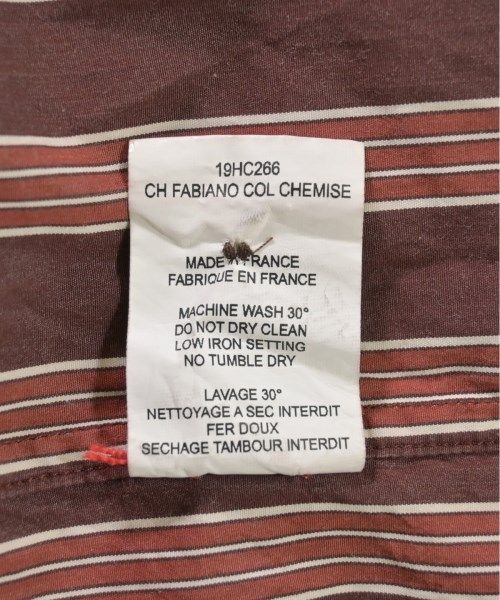 19HC266
CH FABIANO COL CHEMISE
MADE IN FRANCE
FABRIQUE EN FRANCE
MACHINE WASH 30°
DO NOT DRY CLEAN
LOW IRON SETTING
NO TUMBLE DRY
LAVAGE 30°
NETTOYAGE A SEC INTERDIT
FER DOUX
SECHAGE TAMBOUR INTERDIT